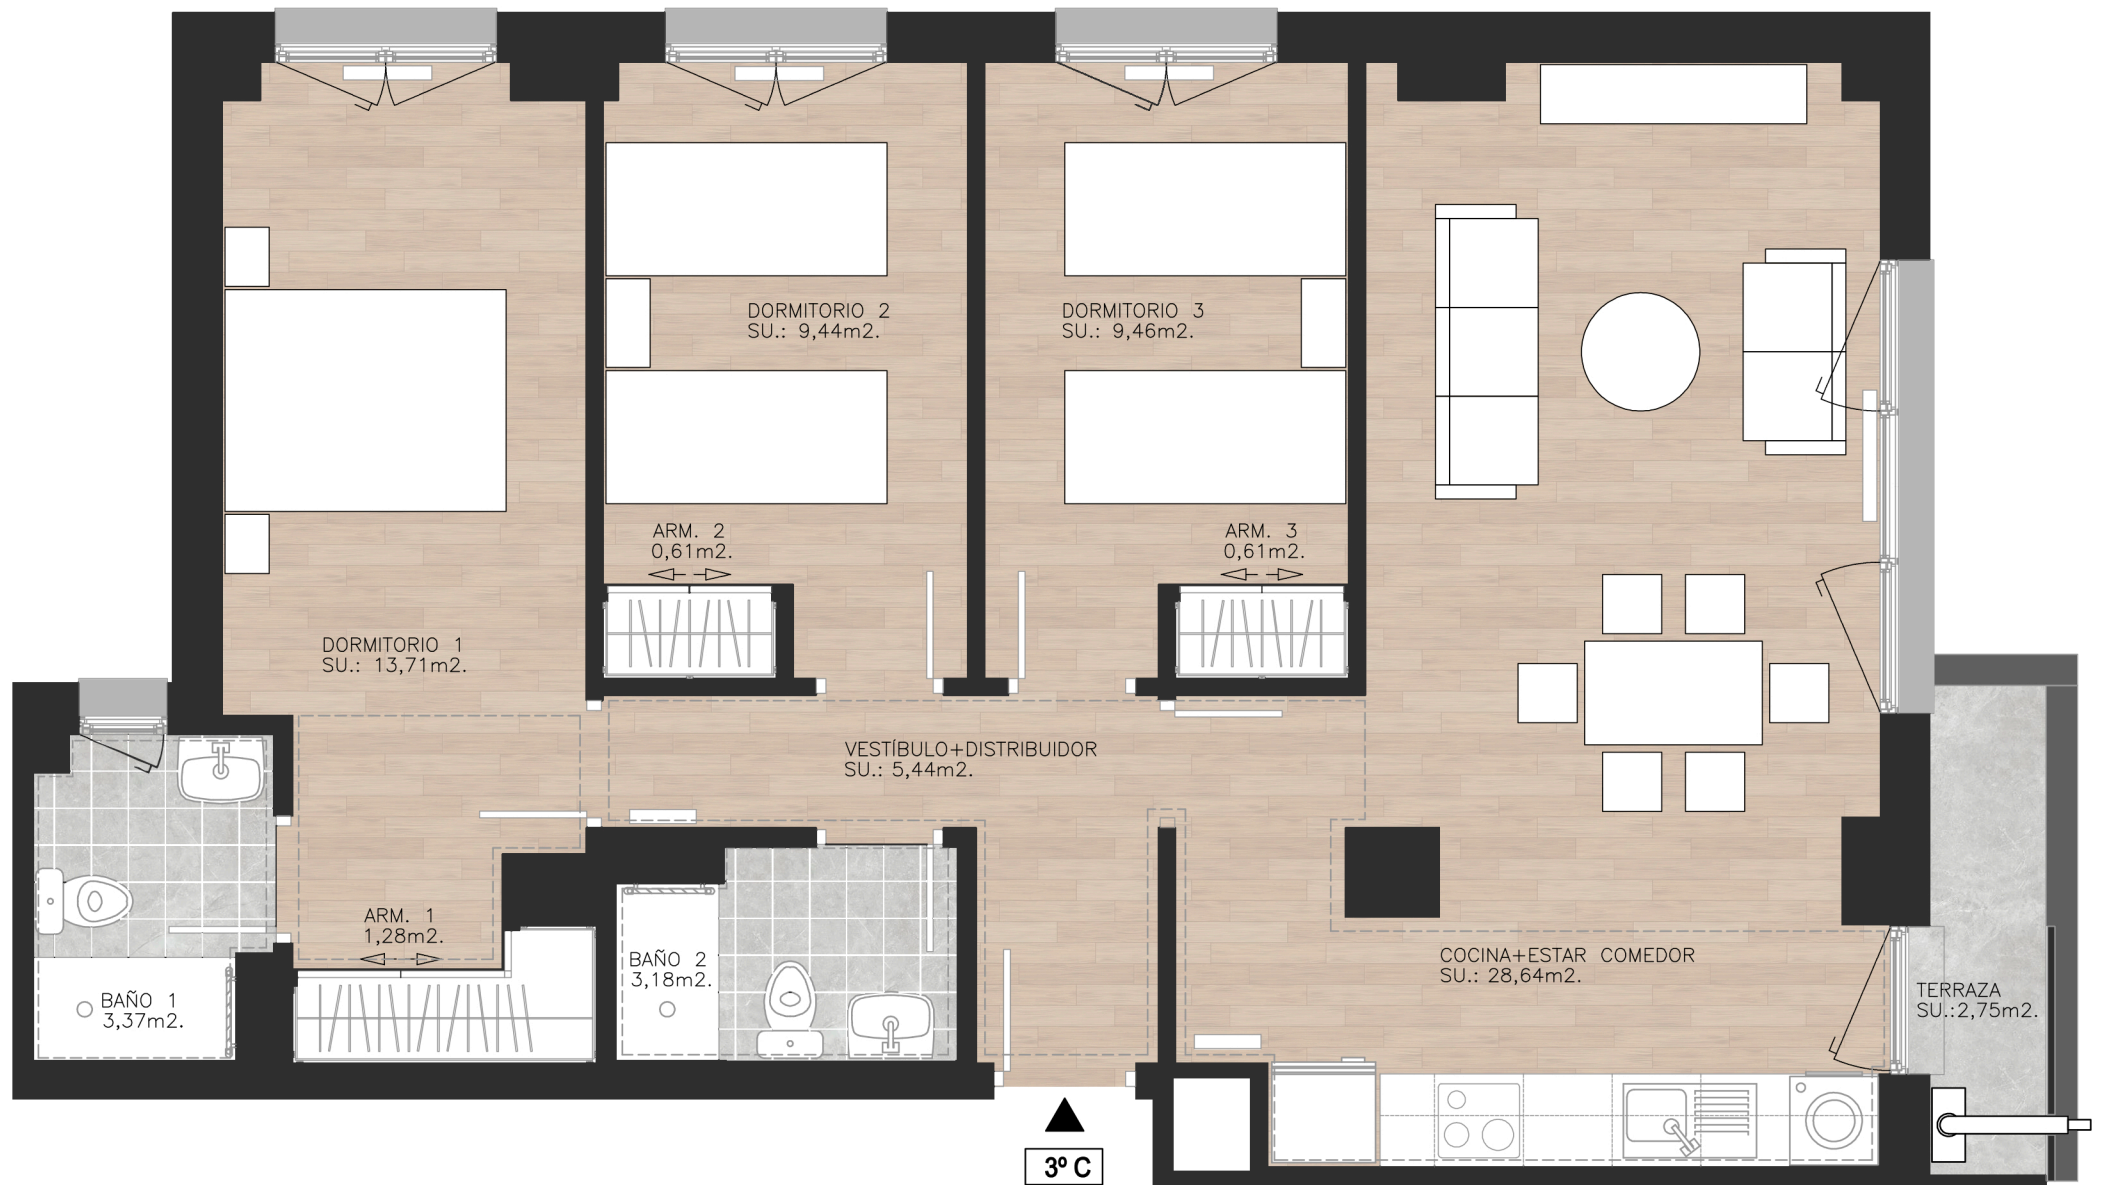 DORMITORIO 2
SU.: 9,44m2.
DORMITORIO 3
SU.: 9,46m2.
ARM. 2
0,61m2.
ARM. 3
0,61m2.
DORMITORIO 1
SU.: 13,71m2.
VESTÍBULO+DISTRIBUIDOR
SU.: 5,44m2.
ARM. 1
1,28m2.
BAÑO 2
3,18m2.
COCINA+ESTAR COMEDOR
SU.: 28,64m2.
BAÑO 1
3,37m2.
TERRAZA
SU.:2,75m2.
3º C